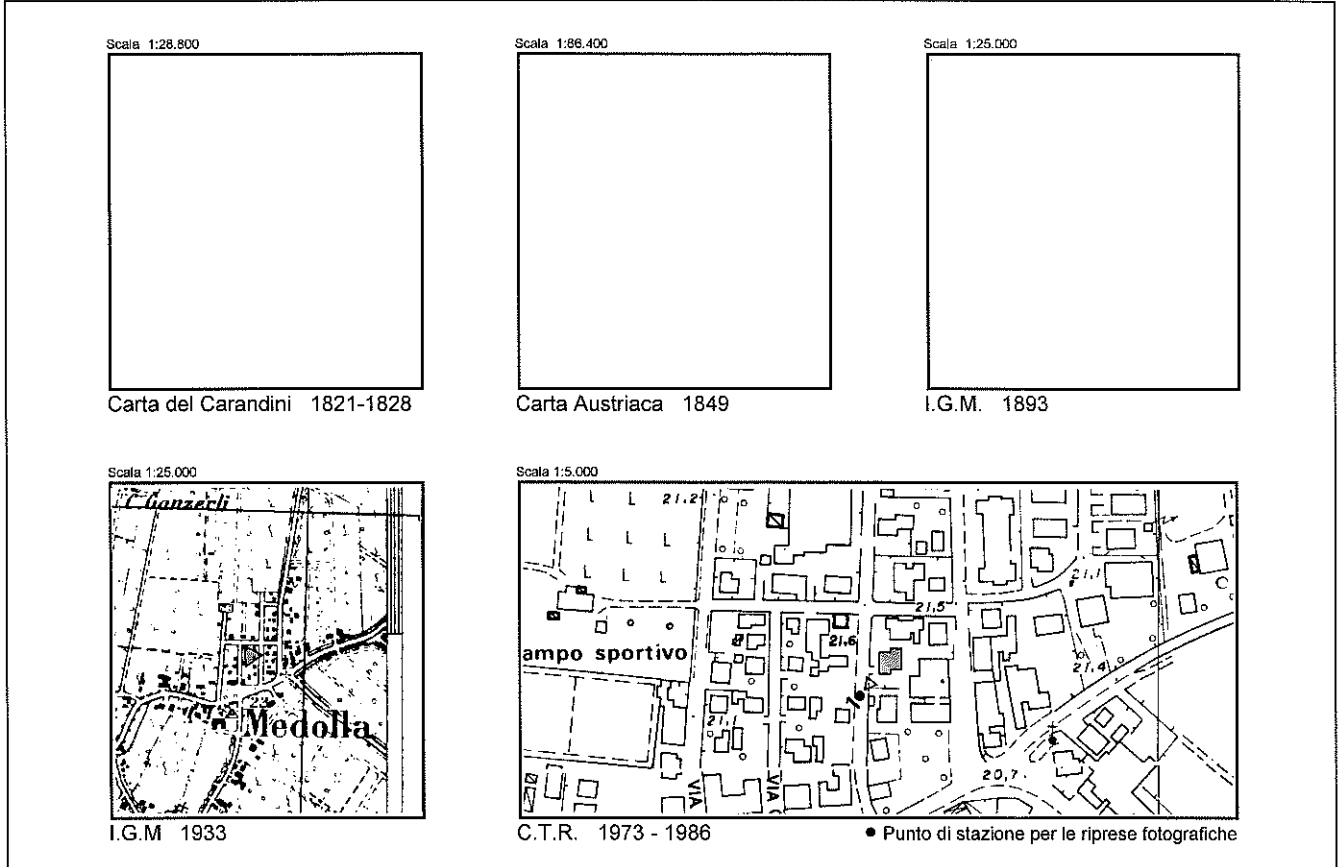 Scala 1:28.800
Scala 1:86.400
Scala 1:25.000
Carta del Carandini 1821-1828
Carta Austriaca 1849
I.G.M. 1893
Scala 1:25.000
Scala 1:5.000
C. Ganzerli
Medolla
21,2
21,1
21,5
21,6
ampo sportivo
21,4
1
20,7
VIA
VIA
I.G.M 1933
C.T.R. 1973 - 1986
● Punto di stazione per le riprese fotografiche